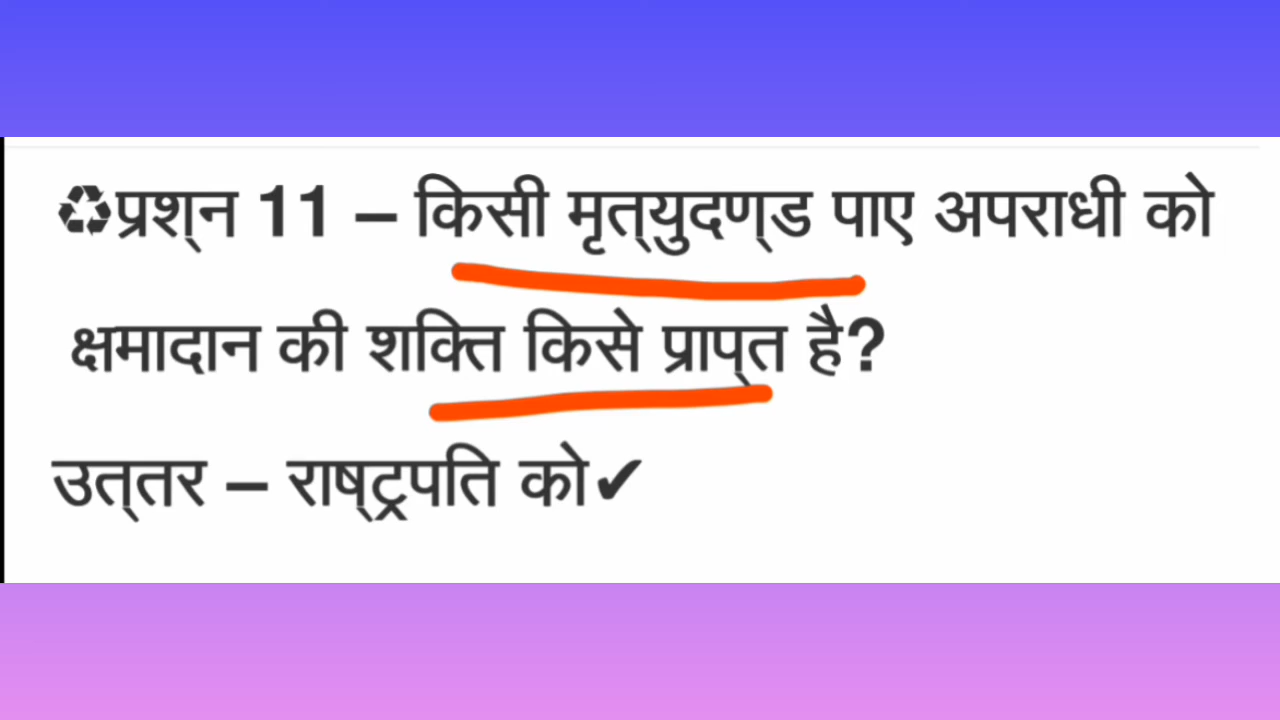 ♻प्रश्न 11 – किसी मृत्युदण्ड पाए अपराधी को
क्षमादान की शक्ति किसे प्राप्त है?
उत्तर – राष्ट्रपति को✔